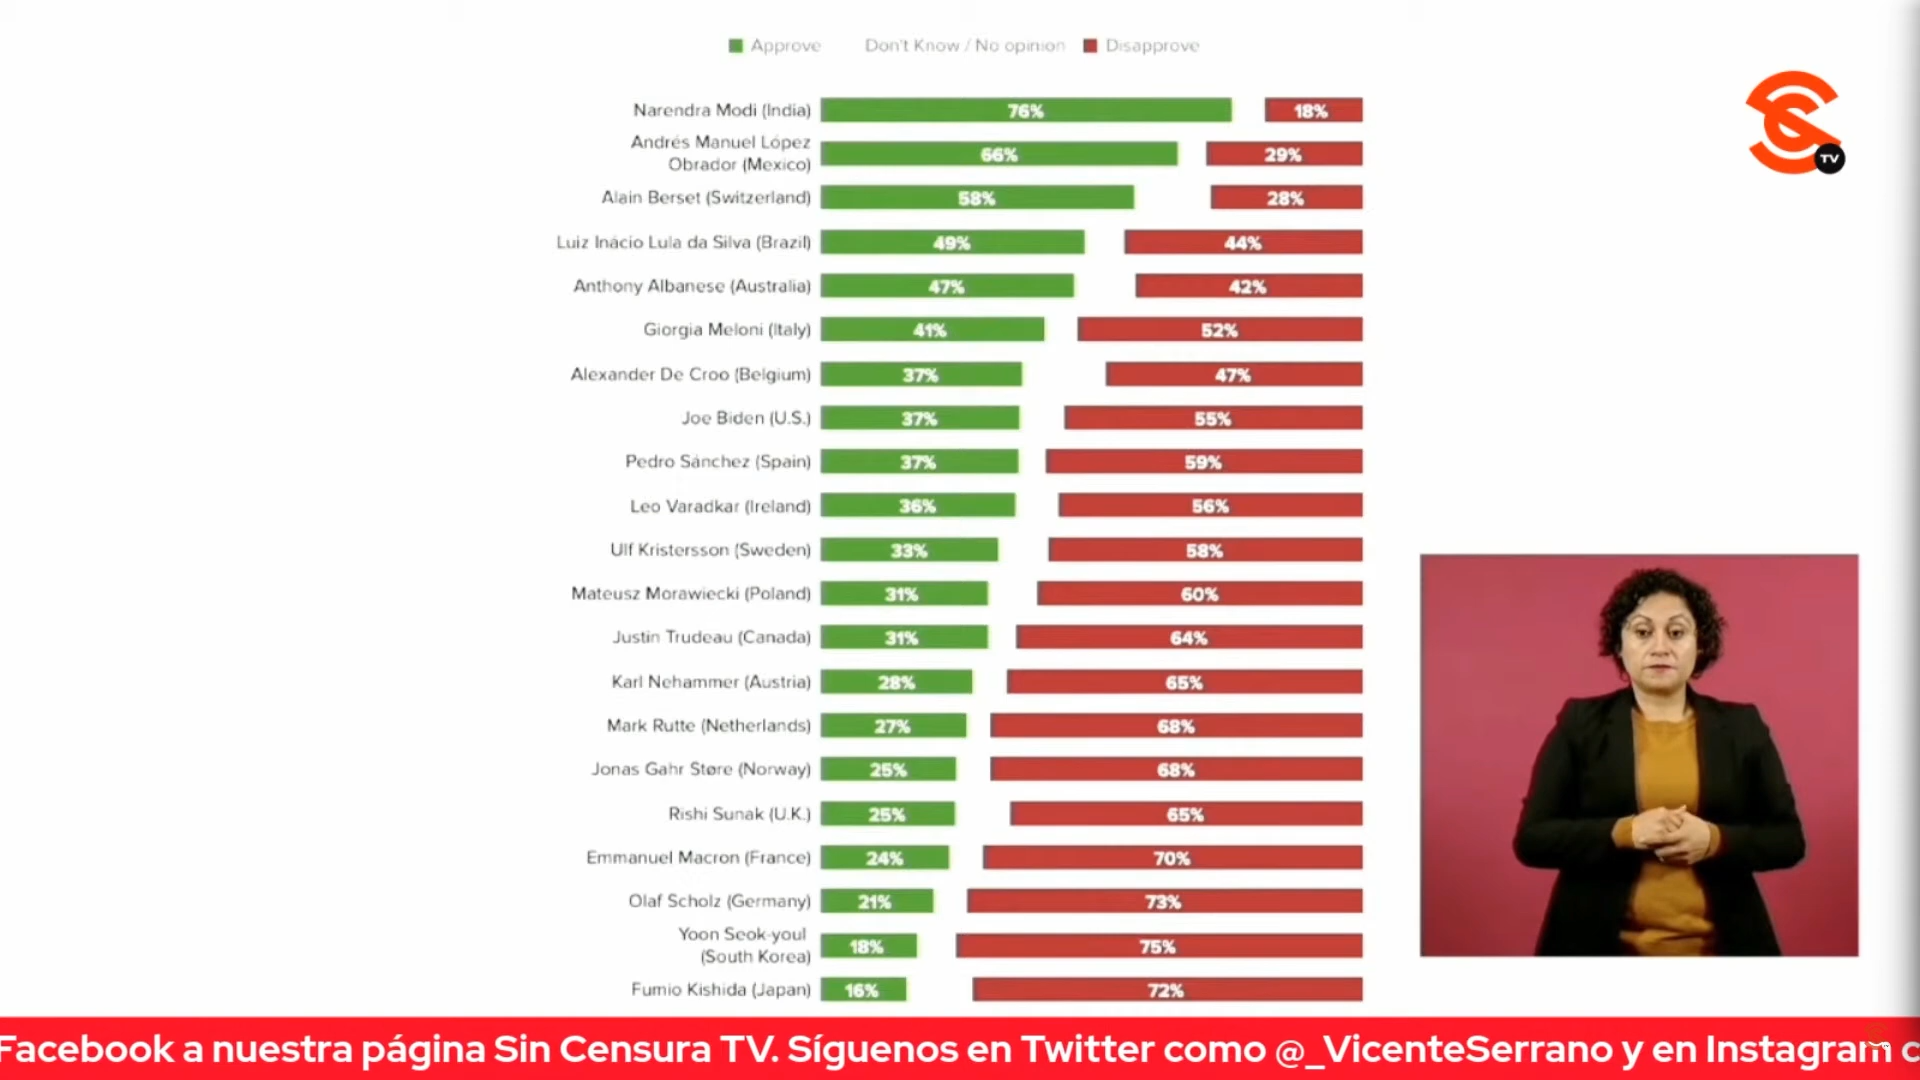 Approve Don't Know / No opinion Disapprove
TV
Narendra Modi (India) 76% 18%
Andrés Manuel López
Obrador (Mexico) 66% 29%
Alain Berset (Switzerland) 58% 28%
Luiz Inácio Lula da Silva (Brazil) 49% 44%
Anthony Albanese (Australia) 47% 42%
Giorgia Meloni (Italy) 41% 52%
Alexander De Croo (Belgium) 37% 47%
Joe Biden (U.S.) 37% 55%
Pedro Sánchez (Spain) 37% 59%
Leo Varadkar (Ireland) 36% 56%
Ulf Kristersson (Sweden) 33% 58%
Mateusz Morawiecki (Poland) 31% 60%
Justin Trudeau (Canada) 31% 64%
Karl Nehammer (Austria) 28% 65%
Mark Rutte (Netherlands) 27% 68%
Jonas Gahr Støre (Norway) 25% 68%
Rishi Sunak (U.K.) 25% 65%
Emmanuel Macron (France) 24% 70%
Olaf Scholz (Germany) 21% 73%
Yoon Seok-youl
(South Korea) 18% 75%
Fumio Kishida (Japan) 16% 72%
Facebook a nuestra página Sin Censura TV. Síguenos en Twitter como @_VicenteSerrano y en Instagram c